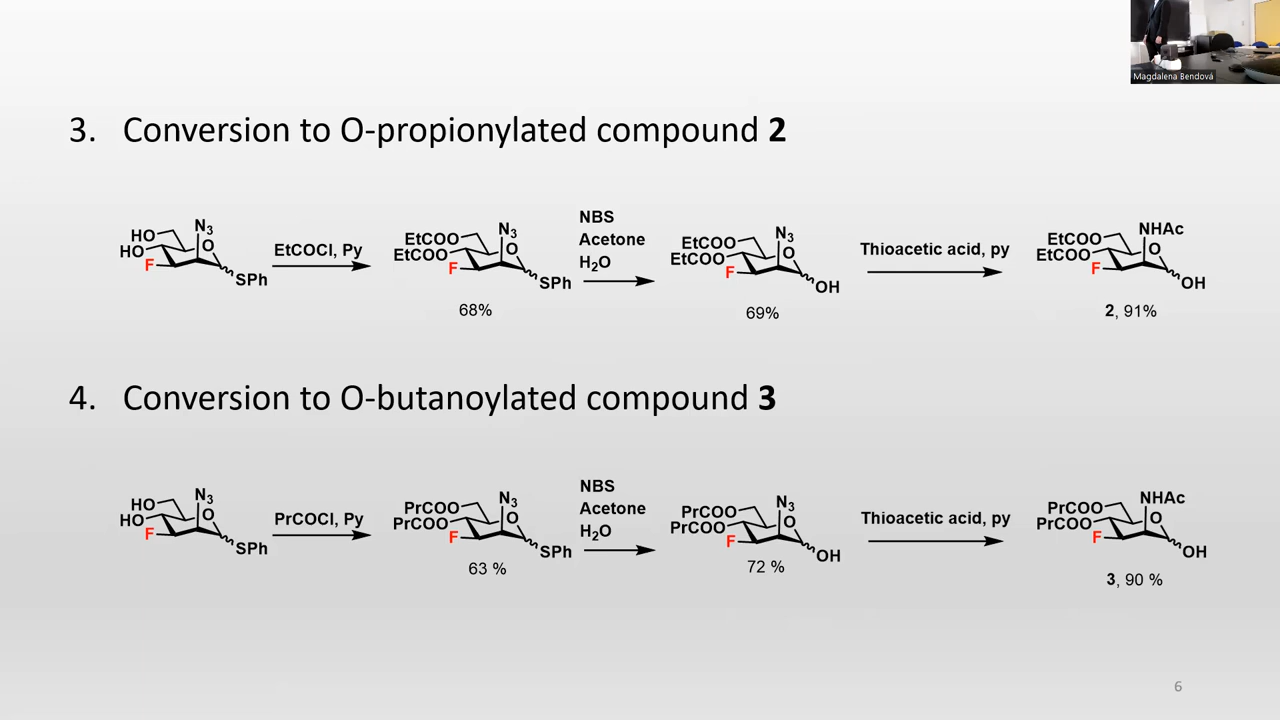 Magdalena Bendová
3. Conversion to O-propionylated compound 2
HO
HO
F
N3
O
SPh
EtCOCl, Py
EtCOO
EtCOO
F
N3
O
SPh
68%
NBS
Acetone
H2O
EtCOO
EtCOO
F
N3
O
OH
69%
Thioacetic acid, py
EtCOO
EtCOO
F
NHAc
O
OH
2, 91%
4. Conversion to O-butanoylated compound 3
HO
HO
F
N3
O
SPh
PrCOCl, Py
PrCOO
PrCOO
F
N3
O
SPh
63 %
NBS
Acetone
H2O
PrCOO
PrCOO
F
N3
O
OH
72 %
Thioacetic acid, py
PrCOO
PrCOO
F
NHAc
O
OH
3, 90 %
6